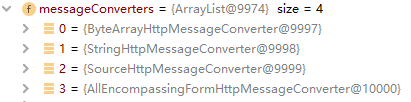 f messageConverters = {ArrayList@9974} size = 4
0 = {ByteArrayHttpMessageConverter@9997}
1 = {StringHttpMessageConverter@9998}
2 = {SourceHttpMessageConverter@9999}
3 = {AllEncompassingFormHttpMessageConverter@10000}